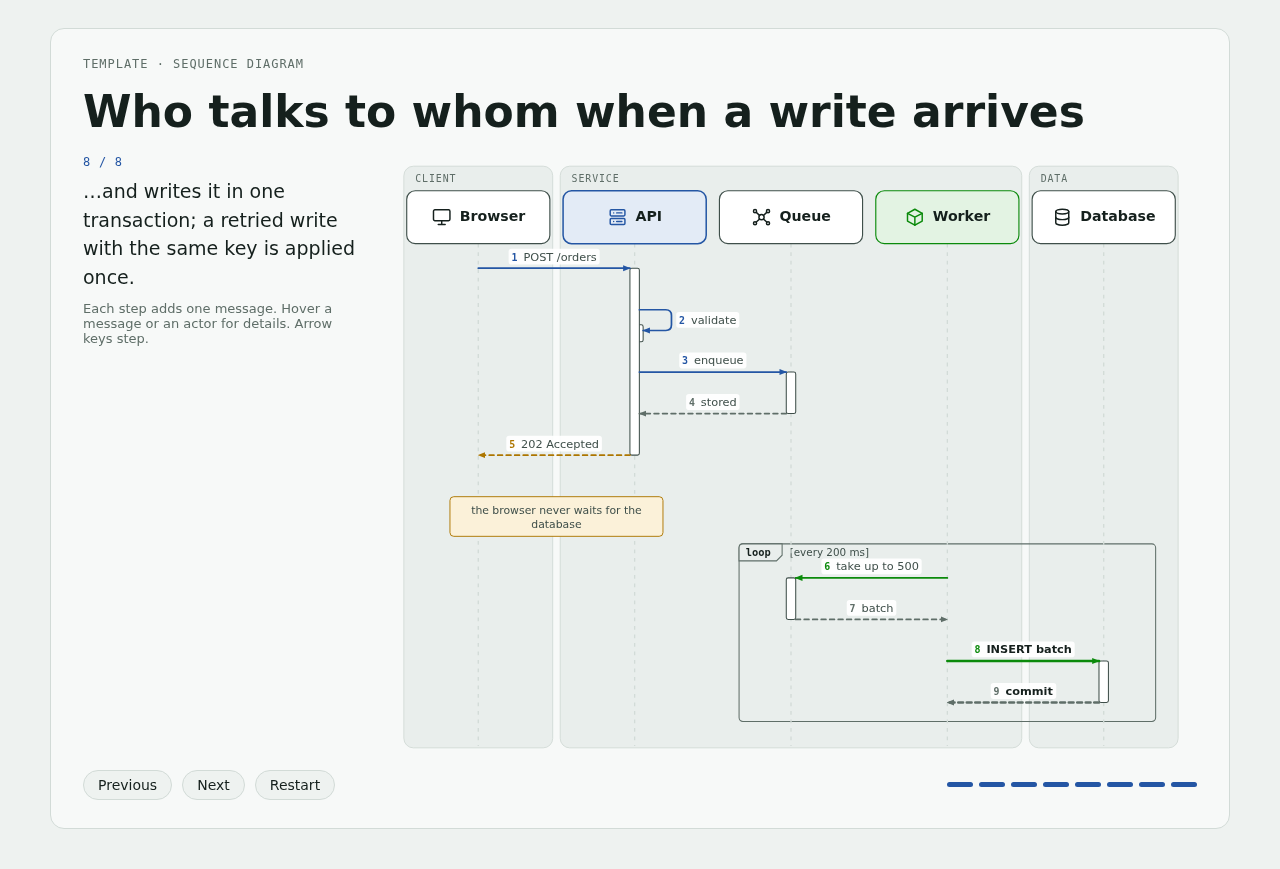 TEMPLATE · SEQUENCE DIAGRAM
Who talks to whom when a write arrives
8 / 8
…and writes it in one
transaction; a retried write
with the same key is applied
once.
Each step adds one message. Hover a
message or an actor for details. Arrow
keys step.
CLIENT
SERVICE
DATA
Browser
API
Queue
Worker
Database
1 POST /orders
2 validate
3 enqueue
4 stored
5 202 Accepted
the browser never waits for the
database
loop [every 200 ms]
6 take up to 500
7 batch
8 INSERT batch
9 commit
Previous
Next
Restart